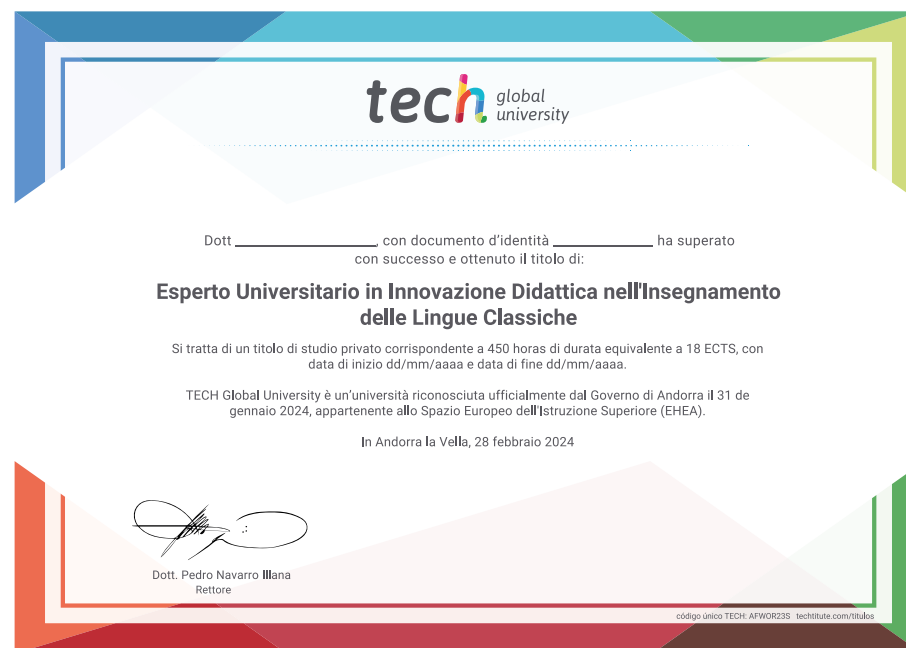 tech global university
Dott ________________, con documento d'identità ______________ ha superato
con successo e ottenuto il titolo di:
Esperto Universitario in Innovazione Didattica nell'Insegnamento
delle Lingue Classiche
Si tratta di un titolo di studio privato corrispondente a 450 horas di durata equivalente a 18 ECTS, con
data di inizio dd/mm/aaaa e data di fine dd/mm/aaaa.
TECH Global University è un'università riconosciuta ufficialmente dal Governo di Andorra il 31 de
gennaio 2024, appartenente allo Spazio Europeo dell'Istruzione Superiore (EHEA).
In Andorra la Vella, 28 febbraio 2024
Dott. Pedro Navarro Illana
Rettore
código único TECH: AFWOR23S techtitute.com/titulos